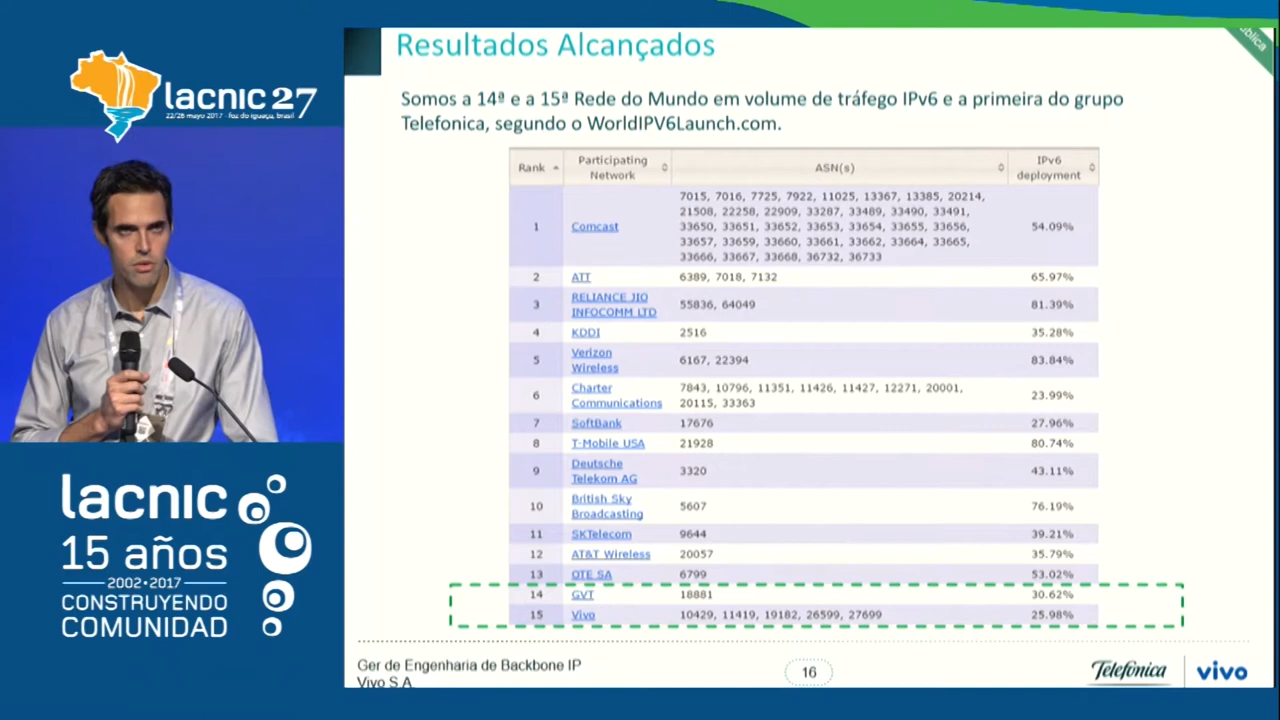 lacnic 27
22/26 mayo 2017 - foz do iguaçu, brasil
lacnic
15 años
2002•2017
CONSTRUYENDO
COMUNIDAD
Resultados Alcançados
Somos a 14ª e a 15ª Rede do Mundo em volume de tráfego IPv6 e a primeira do grupo
Telefonica, segundo o WorldIPV6Launch.com.
Rank Participating Network ASN(s) IPv6 deployment
1 Comcast 7015, 7016, 7725, 7922, 11025, 13367, 13385, 20214,
21508, 22258, 22909, 33287, 33489, 33490, 33491,
33650, 33651, 33652, 33653, 33654, 33655, 33656,
33657, 33659, 33660, 33661, 33662, 33664, 33665,
33666, 33667, 33668, 36732, 36733 54.09%
2 ATT 6389, 7018, 7132 65.97%
3 RELIANCE JIO INFOCOMM LTD 55836, 64049 81.39%
4 KDDI 2516 35.28%
5 Verizon Wireless 6167, 22394 83.84%
6 Charter Communications 7843, 10796, 11351, 11426, 11427, 12271, 20001,
20115, 33363 23.99%
7 SoftBank 17676 27.96%
8 T-Mobile USA 21928 80.74%
9 Deutsche Telekom AG 3320 43.11%
10 British Sky Broadcasting 5607 76.19%
11 SKTelecom 9644 39.21%
12 AT&T Wireless 20057 35.79%
13 OTE SA 6799 53.02%
14 GVT 18881 30.62%
15 Vivo 10429, 11419, 19182, 26599, 27699 25.98%
Ger de Engenharia de Backbone IP
Vivo S.A
16
Telefónica
vivo